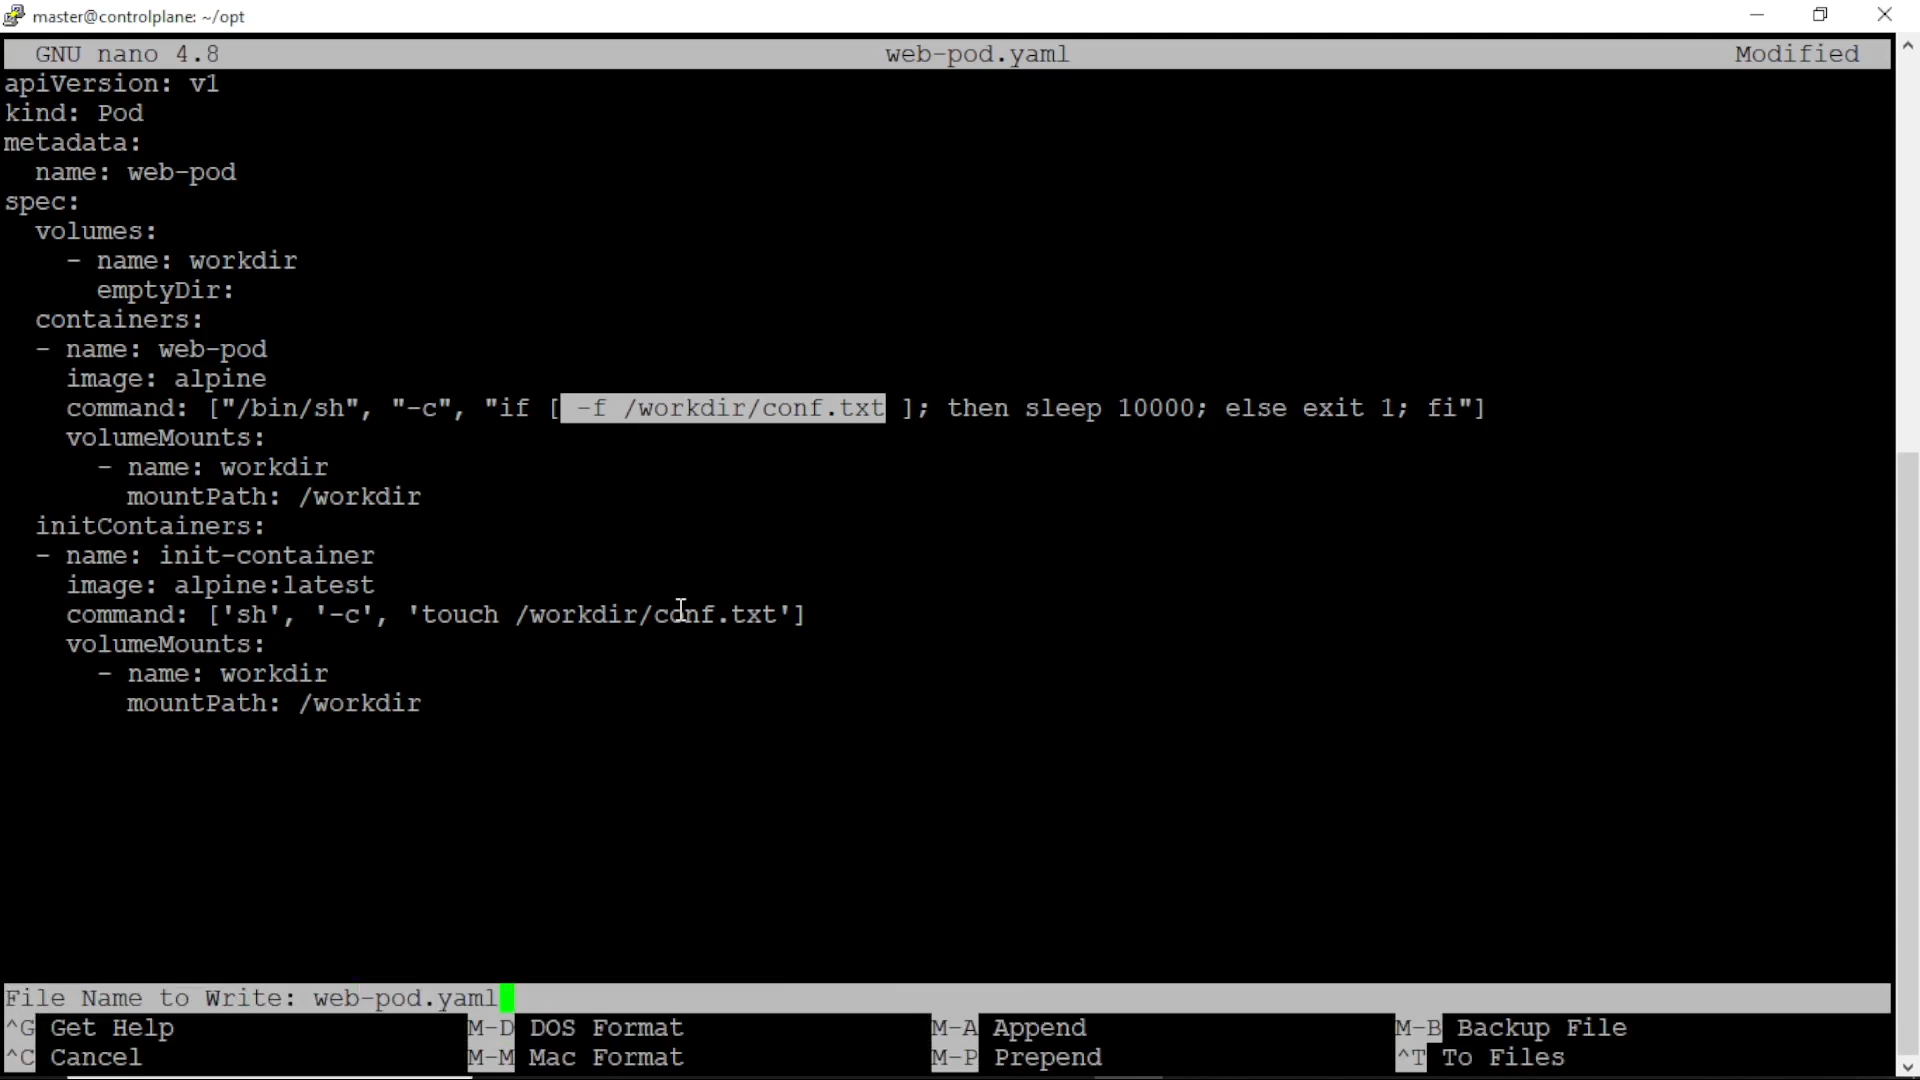 master@controlplane: ~/opt
GNU nano 4.8 web-pod.yaml Modified
apiVersion: v1
kind: Pod
metadata:
  name: web-pod
spec:
  volumes:
    - name: workdir
      emptyDir:
  containers:
  - name: web-pod
    image: alpine
    command: ["/bin/sh", "-c", "if [ -f /workdir/conf.txt ]; then sleep 10000; else exit 1; fi"]
    volumeMounts:
      - name: workdir
        mountPath: /workdir
  initContainers:
  - name: init-container
    image: alpine:latest
    command: ['sh', '-c', 'touch /workdir/conf.txt']
    volumeMounts:
      - name: workdir
        mountPath: /workdir
File Name to Write: web-pod.yaml
^G Get Help M-D DOS Format M-A Append M-B Backup File
^C Cancel M-M Mac Format M-P Prepend ^T To Files